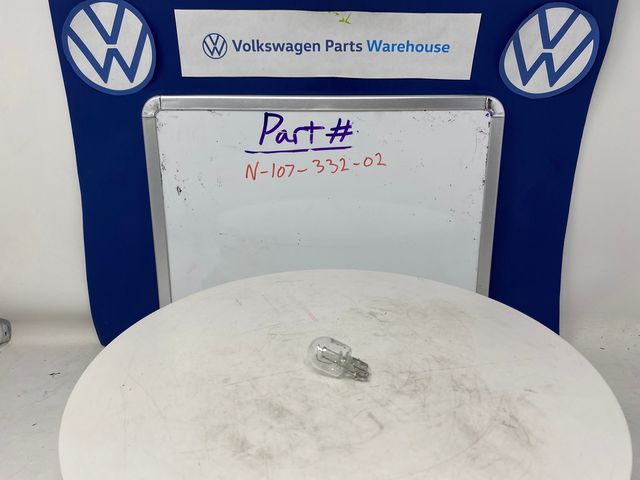 Volkswagen Parts Warehouse
Part #
N-107-332-02